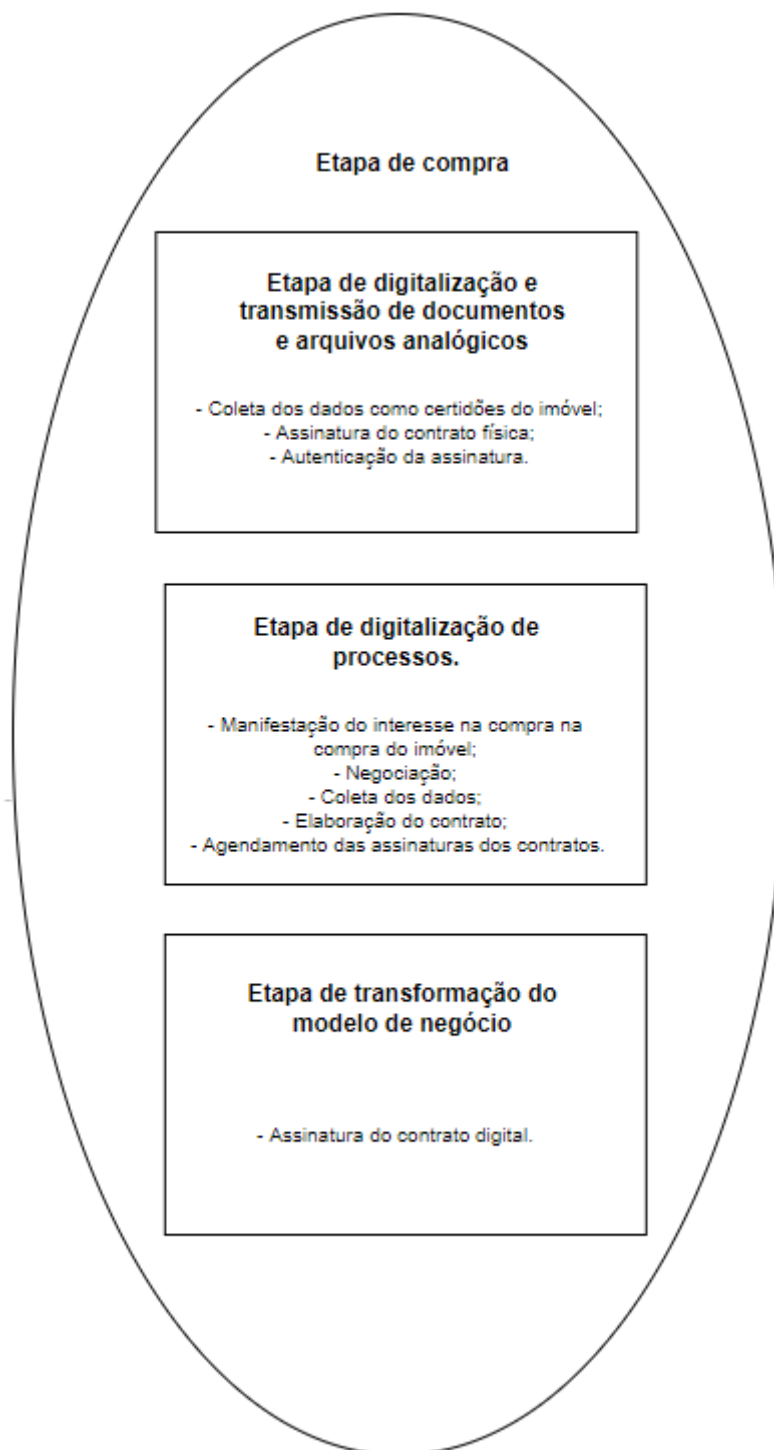 Etapa de compra
Etapa de digitalização e
transmissão de documentos
e arquivos analógicos
- Coleta dos dados como certidões do imóvel;
- Assinatura do contrato física;
- Autenticação da assinatura.
Etapa de digitalização de
processos.
- Manifestação do interesse na compra na
compra do imóvel;
- Negociação;
- Coleta dos dados;
- Elaboração do contrato;
- Agendamento das assinaturas dos contratos.
Etapa de transformação do
modelo de negócio
- Assinatura do contrato digital.